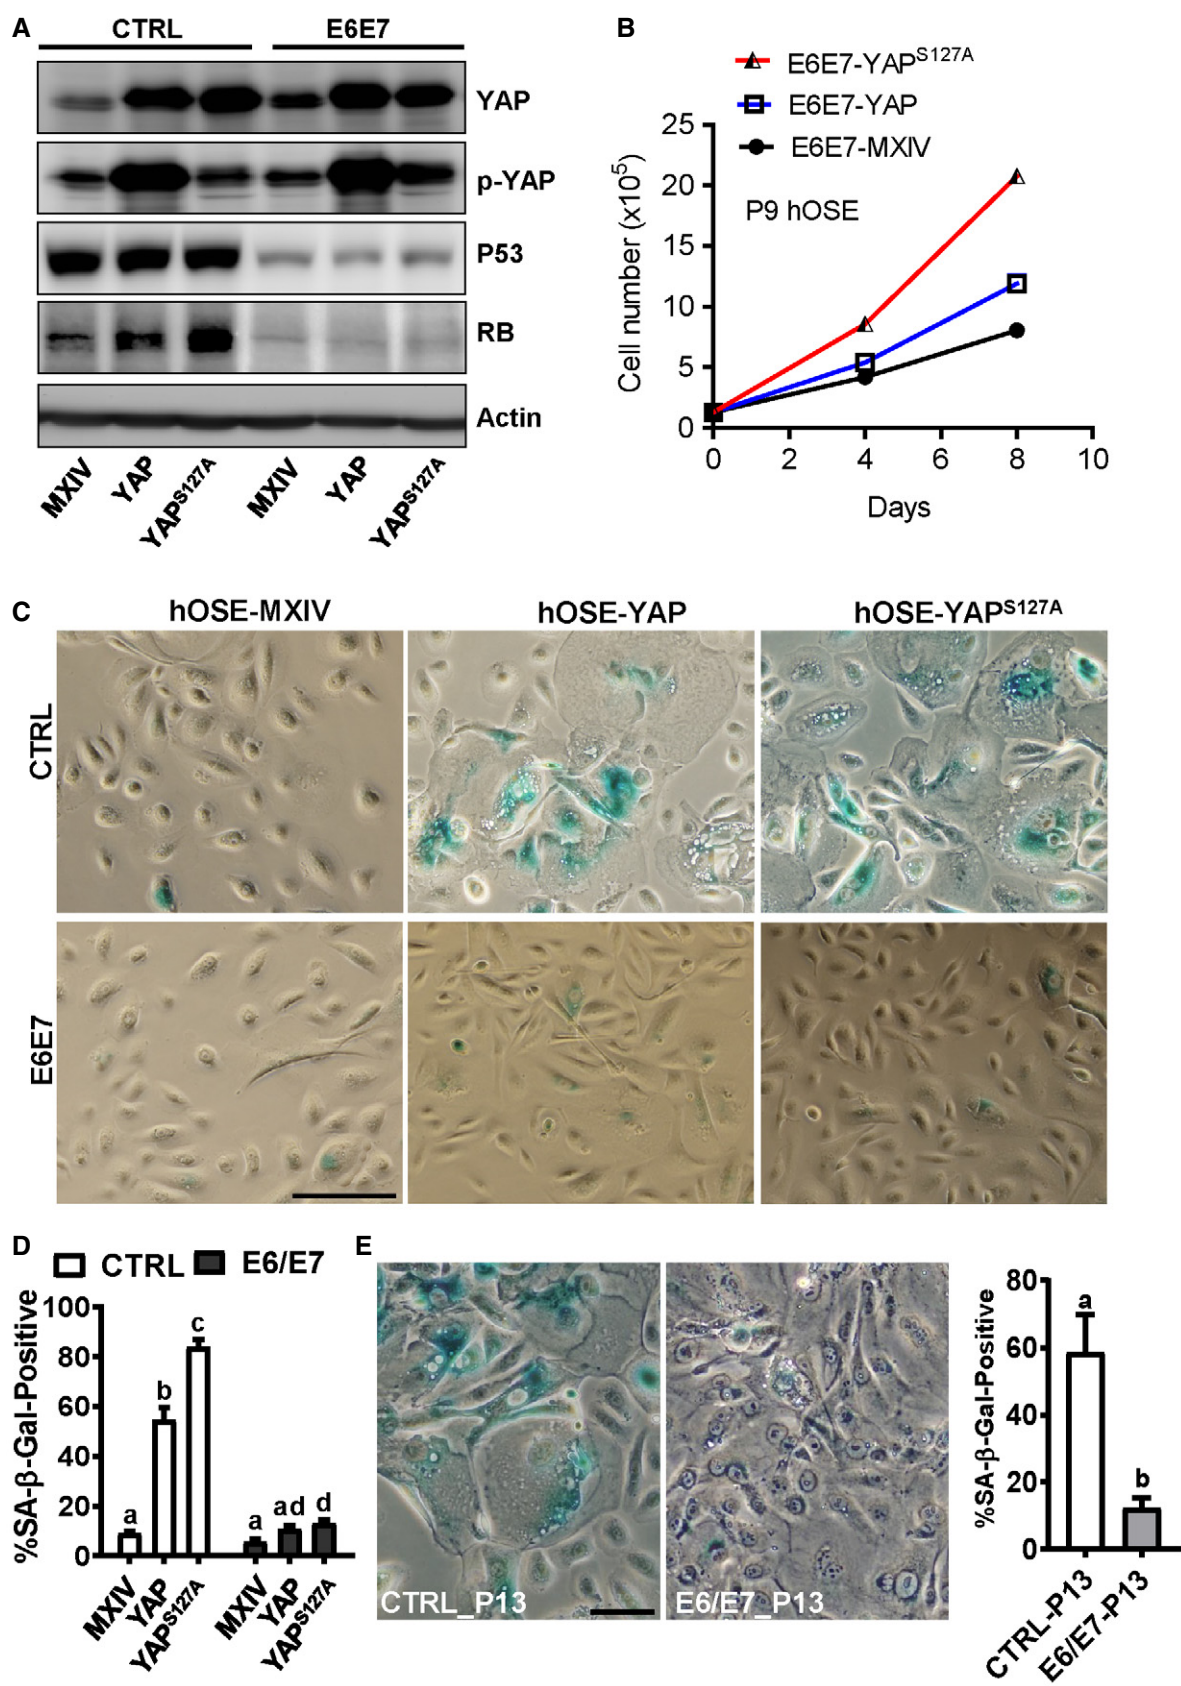 A
CTRL E6E7
YAP
p-YAP
P53
RB
Actin
MXIV YAP YAPS127A MXIV YAP YAPS127A
B
E6E7-YAPS127A
E6E7-YAP
E6E7-MXIV
P9 hOSE
Cell number (x10⁵)
25
20
15
10
5
0
0 2 4 6 8 10
Days
C
hOSE-MXIV hOSE-YAP hOSE-YAPS127A
CTRL
E6E7
D
CTRL E6/E7
%SA-β-Gal-Positive
100
80
60
40
20
0
a b c a ad d
MXIV YAP YAPS127A MXIV YAP YAPS127A
E
CTRL_P13
E6/E7_P13
%SA-β-Gal-Positive
80
60
40
20
0
a b
CTRL-P13 E6/E7-P13